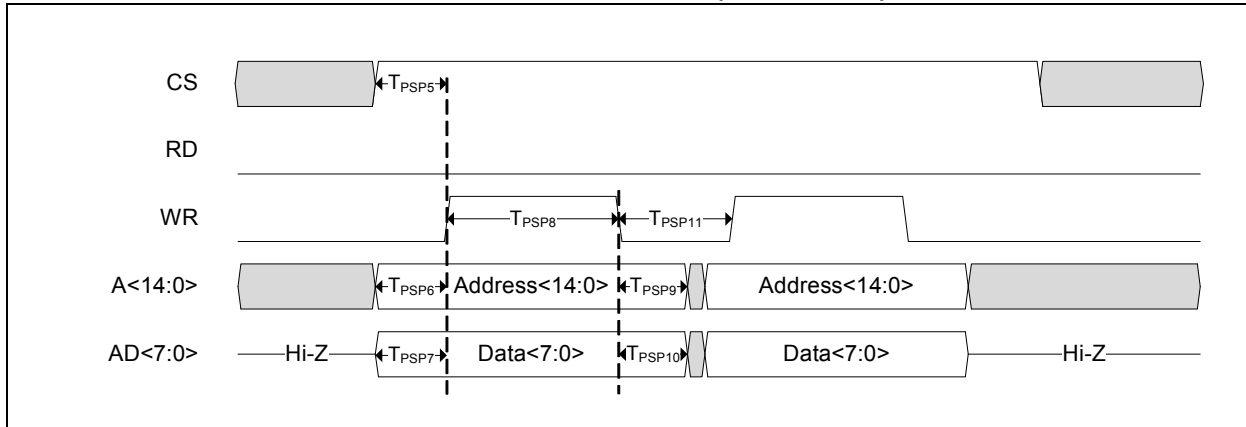 CS TPSP5
RD
WR TPSP8 TPSP11
A<14:0> TPSP6 Address<14:0> TPSP9 Address<14:0>
AD<7:0> Hi-Z TPSP7 Data<7:0> TPSP10 Data<7:0> Hi-Z